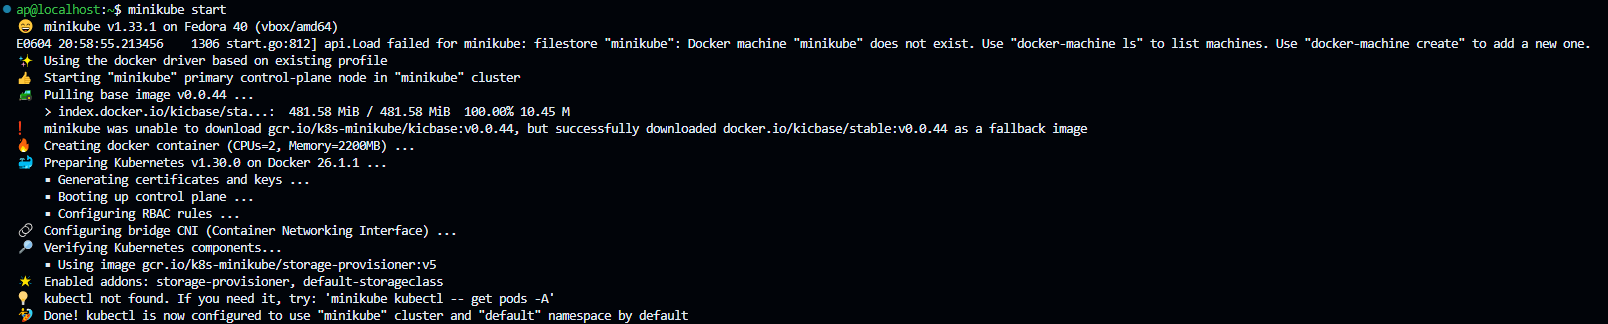 ap@localhost:~$ minikube start
😄 minikube v1.33.1 on Fedora 40 (vbox/amd64)
E0604 20:58:55.213456    1306 start.go:812] api.Load failed for minikube: filestore "minikube": Docker machine "minikube" does not exist. Use "docker-machine ls" to list machines. Use "docker-machine create" to add a new one.
✨ Using the docker driver based on existing profile
👍 Starting "minikube" primary control-plane node in "minikube" cluster
🚜 Pulling base image v0.0.44 ...
> index.docker.io/kicbase/sta...:  481.58 MiB / 481.58 MiB  100.00% 10.45 M
❗ minikube was unable to download gcr.io/k8s-minikube/kicbase:v0.0.44, but successfully downloaded docker.io/kicbase/stable:v0.0.44 as a fallback image
🔥 Creating docker container (CPUs=2, Memory=2200MB) ...
🐳 Preparing Kubernetes v1.30.0 on Docker 26.1.1 ...
▪ Generating certificates and keys ...
▪ Booting up control plane ...
▪ Configuring RBAC rules ...
🔗 Configuring bridge CNI (Container Networking Interface) ...
🔎 Verifying Kubernetes components...
▪ Using image gcr.io/k8s-minikube/storage-provisioner:v5
🌟 Enabled addons: storage-provisioner, default-storageclass
💡 kubectl not found. If you need it, try: 'minikube kubectl -- get pods -A'
🏄 Done! kubectl is now configured to use "minikube" cluster and "default" namespace by default